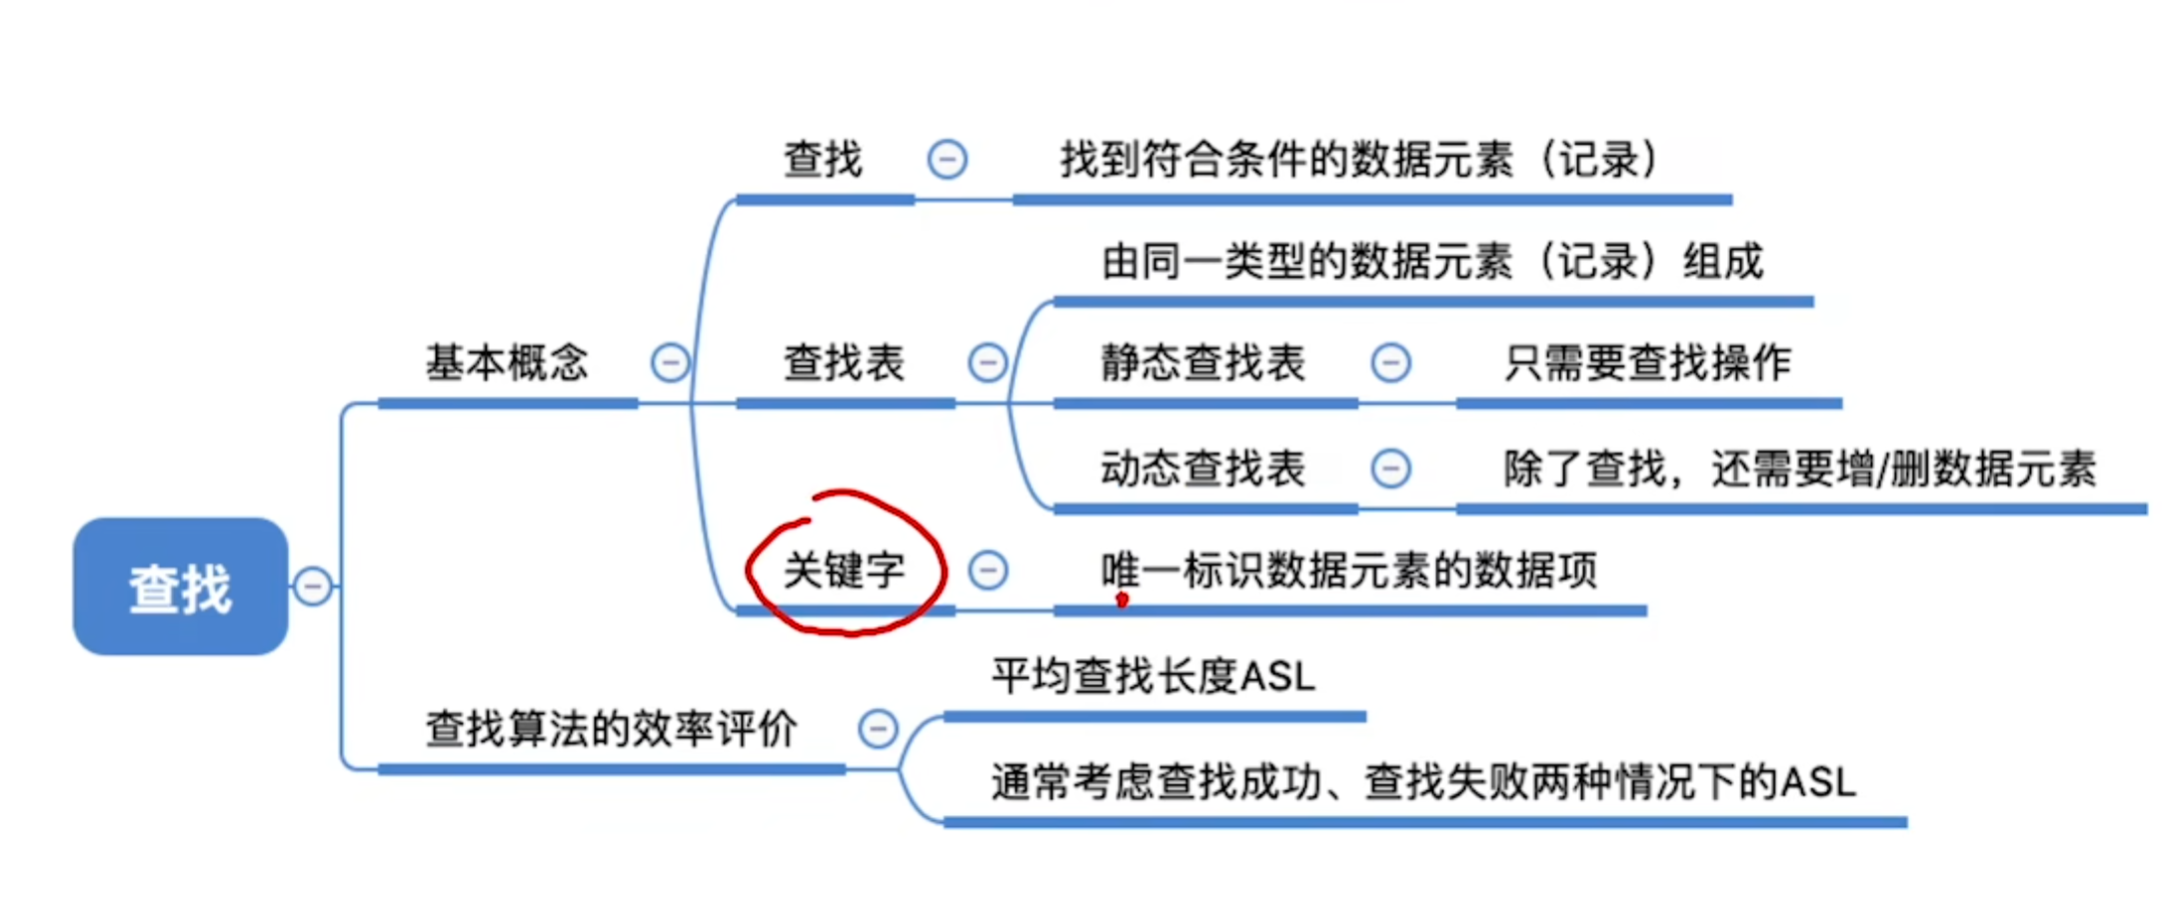 查找
基本概念
查找
找到符合条件的数据元素（记录）
查找表
由同一类型的数据元素（记录）组成
静态查找表
只需要查找操作
动态查找表
除了查找，还需要增/删数据元素
关键字
唯一标识数据元素的数据项
查找算法的效率评价
平均查找长度ASL
通常考虑查找成功、查找失败两种情况下的ASL